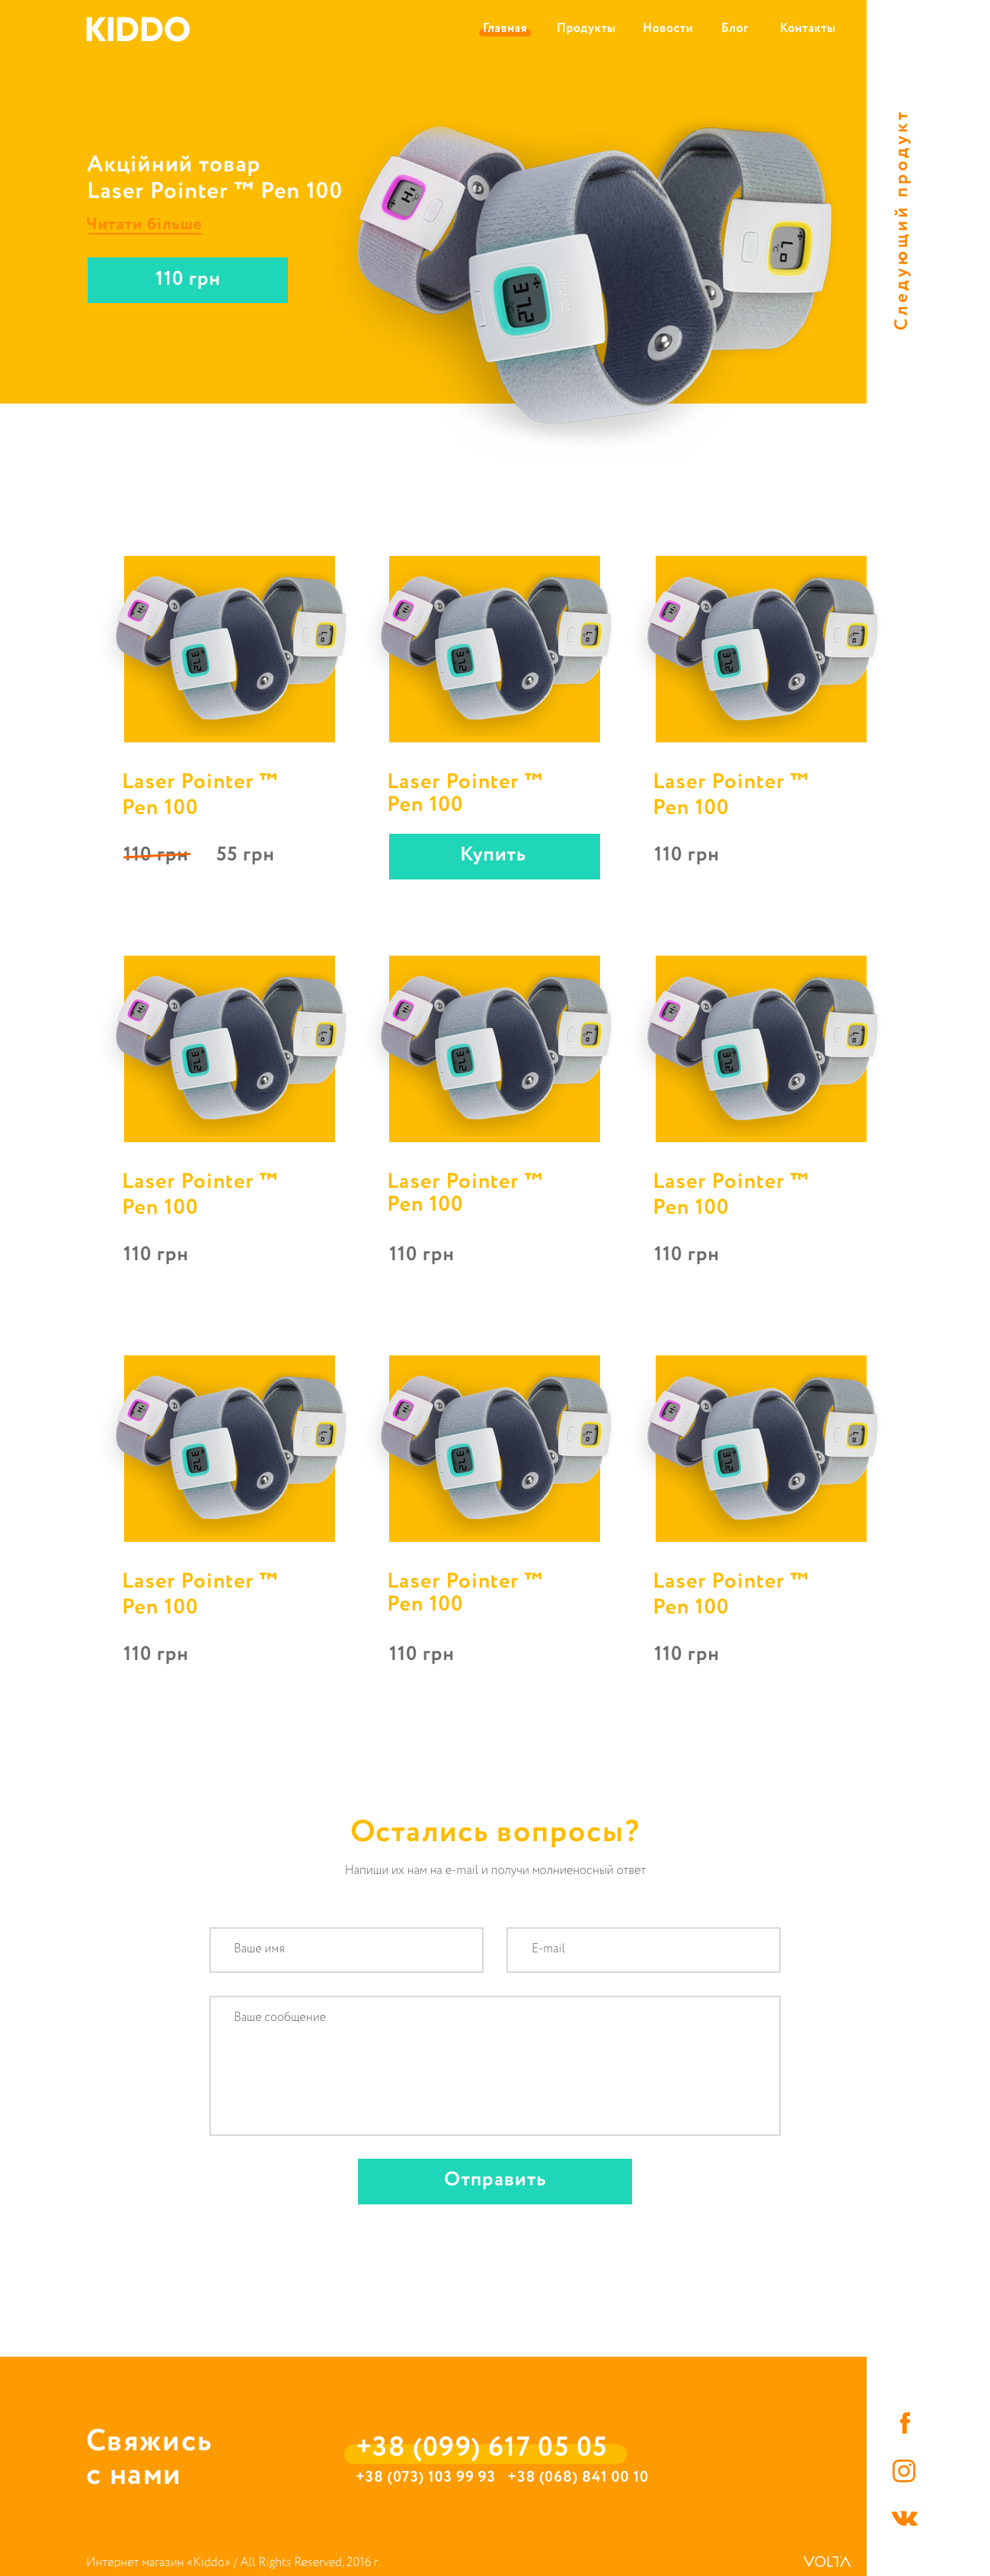 KIDDO
Главная Продукты Новости Блог Контакты
Следующий продукт
Акційний товар
Laser Pointer ™ Pen 100
Читати більше
110 грн
Laser Pointer ™
Pen 100
110 грн 55 грн
Laser Pointer ™
Pen 100
Купить
Laser Pointer ™
Pen 100
110 грн
Laser Pointer ™
Pen 100
110 грн
Laser Pointer ™
Pen 100
110 грн
Laser Pointer ™
Pen 100
110 грн
Laser Pointer ™
Pen 100
110 грн
Laser Pointer ™
Pen 100
110 грн
Laser Pointer ™
Pen 100
110 грн
Остались вопросы?
Напиши их нам на e-mail и получи молниеносный ответ
Ваше имя
E-mail
Ваше сообщение
Отправить
Свяжись
с нами
+38 (099) 617 05 05
+38 (073) 103 99 93 +38 (068) 841 00 10
Интернет магазин «Kiddo» / All Rights Reserved, 2016 г.
VOLTA